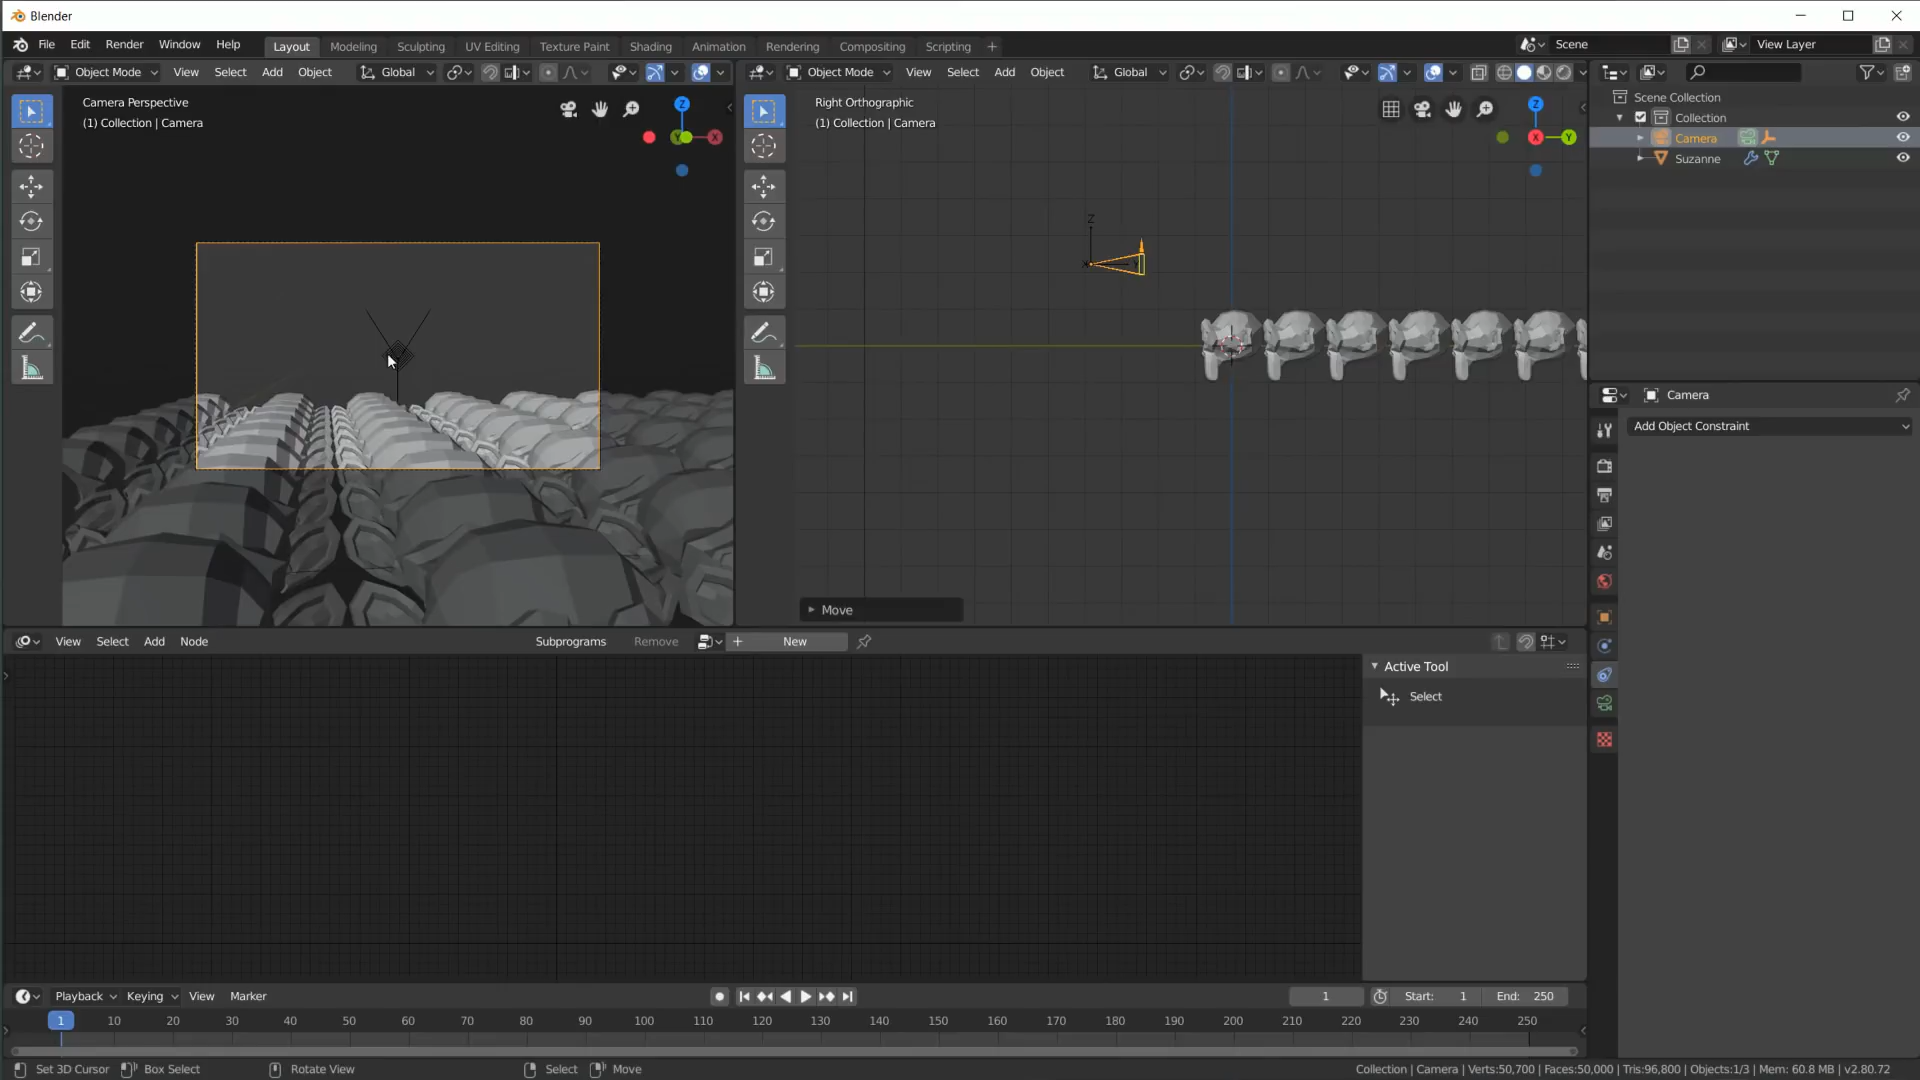 Blender
File Edit Render Window Help Layout Modeling Sculpting UV Editing Texture Paint Shading Animation Rendering Compositing Scripting + Scene View Layer
Object Mode View Select Add Object Global Object Mode View Select Add Object Global
Camera Perspective
(1) Collection | Camera
Z
Y
X
Right Orthographic
(1) Collection | Camera
Z
X
Y
Z
Scene Collection
Collection
Camera
Suzanne
Camera
Add Object Constraint
Move
View Select Add Node Subprograms Remove + New
Active Tool
Select
Playback Keying View Marker 1 Start: 1 End: 250
1 10 20 30 40 50 60 70 80 90 100 110 120 130 140 150 160 170 180 190 200 210 220 230 240 250
Set 3D Cursor Box Select Rotate View Select Move Collection | Camera | Verts:50,700 | Faces:50,000 | Tris:96,800 | Objects:1/3 | Mem: 60.8 MB | v2.80.72